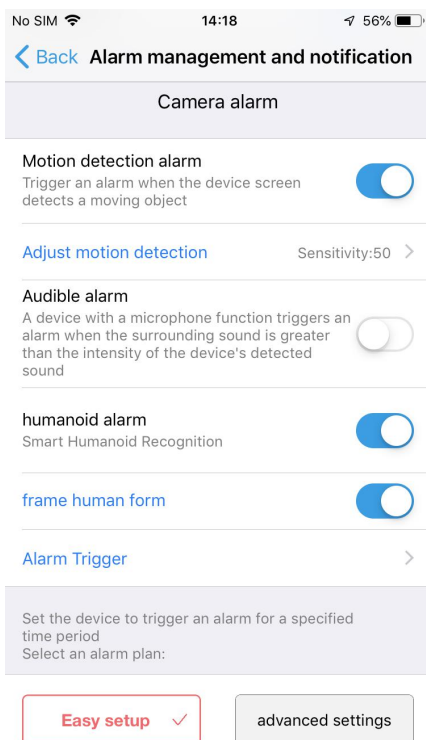 No SIM 14:18 56%
Back Alarm management and notification
Camera alarm
Motion detection alarm
Trigger an alarm when the device screen
detects a moving object
Adjust motion detection Sensitivity:50
Audible alarm
A device with a microphone function triggers an
alarm when the surrounding sound is greater
than the intensity of the device's detected
sound
humanoid alarm
Smart Humanoid Recognition
frame human form
Alarm Trigger
Set the device to trigger an alarm for a specified
time period
Select an alarm plan:
Easy setup advanced settings